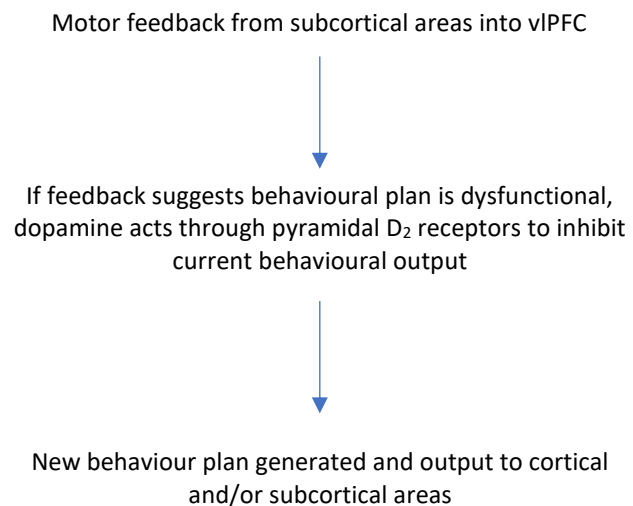 Motor feedback from subcortical areas into vlPFC
If feedback suggests behavioural plan is dysfunctional,
dopamine acts through pyramidal D₂ receptors to inhibit
current behavioural output
New behaviour plan generated and output to cortical
and/or subcortical areas